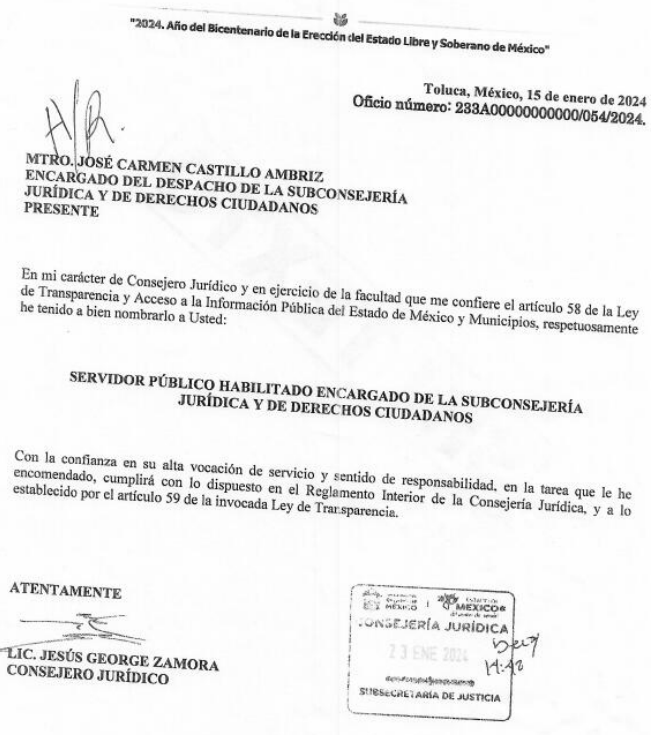 "2024. Año del Bicentenario de la Erección del Estado Libre y Soberano de México"
Toluca, México, 15 de enero de 2024
Oficio número: 233A00000000000/054/2024.
MTRO. JOSÉ CARMEN CASTILLO AMBRIZ
ENCARGADO DEL DESPACHO DE LA SUBCONSEJERÍA
JURÍDICA Y DE DERECHOS CIUDADANOS
PRESENTE
En mi carácter de Consejero Jurídico y en ejercicio de la facultad que me confiere el artículo 58 de la Ley
de Transparencia y Acceso a la Información Pública del Estado de México y Municipios, respetuosamente
he tenido a bien nombrarlo a Usted:
SERVIDOR PÚBLICO HABILITADO ENCARGADO DE LA SUBCONSEJERÍA
JURÍDICA Y DE DERECHOS CIUDADANOS
Con la confianza en su alta vocación de servicio y sentido de responsabilidad, en la tarea que le he
encomendado, cumplirá con lo dispuesto en el Reglamento Interior de la Consejería Jurídica, y a lo
establecido por el artículo 59 de la invocada Ley de Transparencia.
ATENTAMENTE
LIC. JESÚS GEORGE ZAMORA
CONSEJERO JURÍDICO
MÉXICO MÉXICO
CONSEJERÍA JURÍDICA
23 ENE 2024
14:42
SUBSECRETARÍA DE JUSTICIA